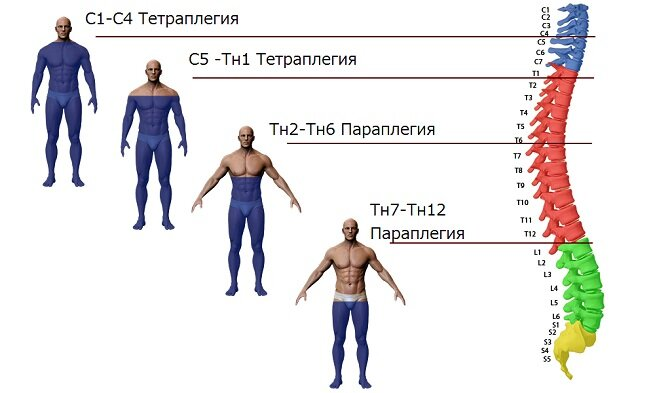 C1-C4 Тетраплегия
C5 -Тн1 Тетраплегия
Тн2-Тн6 Параплегия
Тн7-Тн12
Параплегия
C1
C2
C3
C4
C5
C6
C7
T1
T2
T3
T4
T5
T6
T7
T8
T9
T10
T11
T12
L1
L2
L3
L4
L5
L6
S1
S2
S3
S4
S5